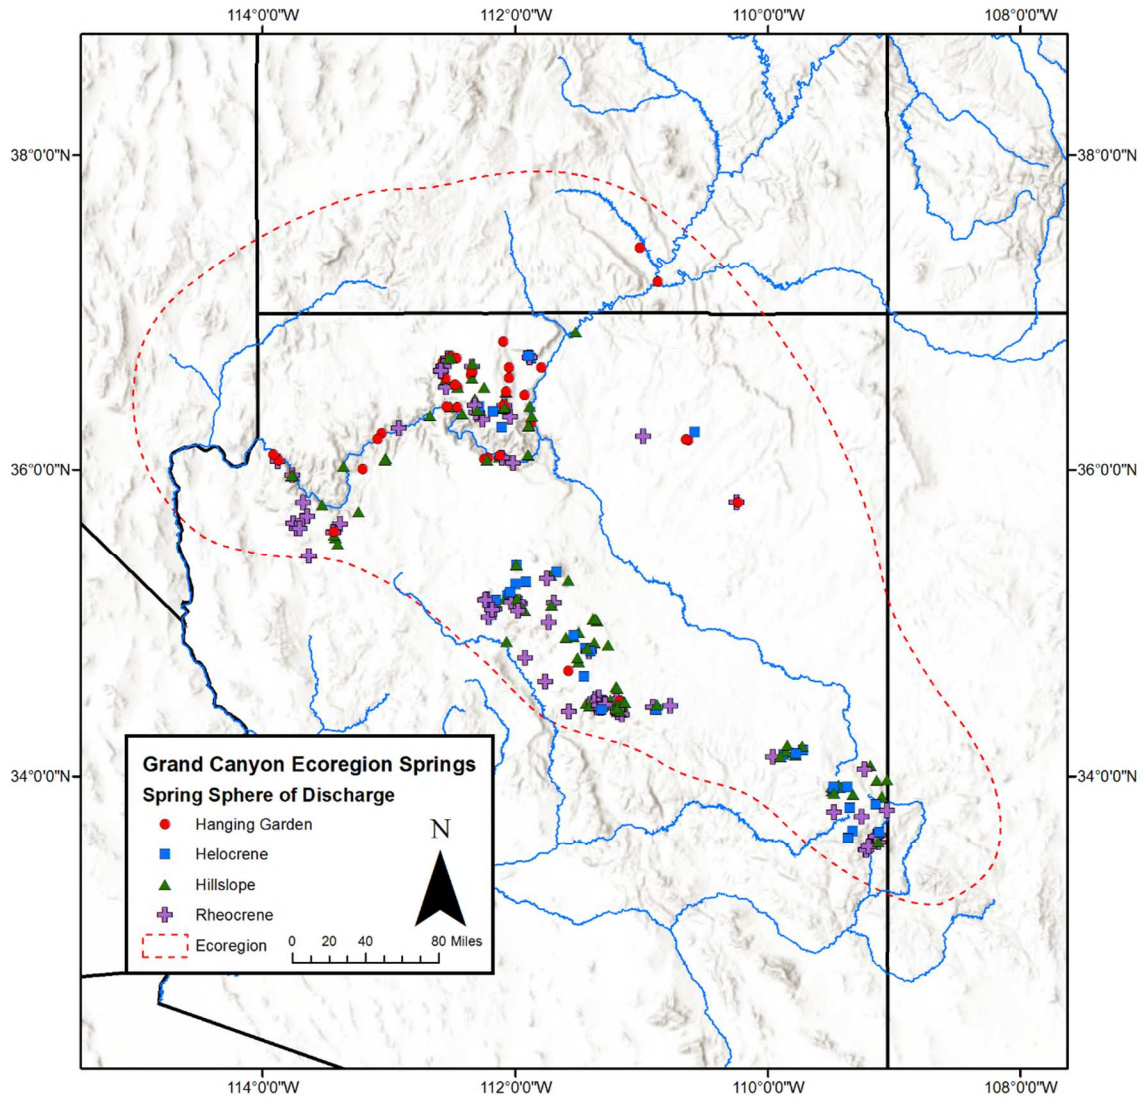 114°0'0"W 112°0'0"W 110°0'0"W 108°0'0"W
38°0'0"N 38°0'0"N
36°0'0"N 36°0'0"N
34°0'0"N 34°0'0"N
Grand Canyon Ecoregion Springs
Spring Sphere of Discharge
Hanging Garden
Helocrene
Hillslope
Rheocrene
Ecoregion
N
0 20 40 80 Miles
114°0'0"W 112°0'0"W 110°0'0"W 108°0'0"W